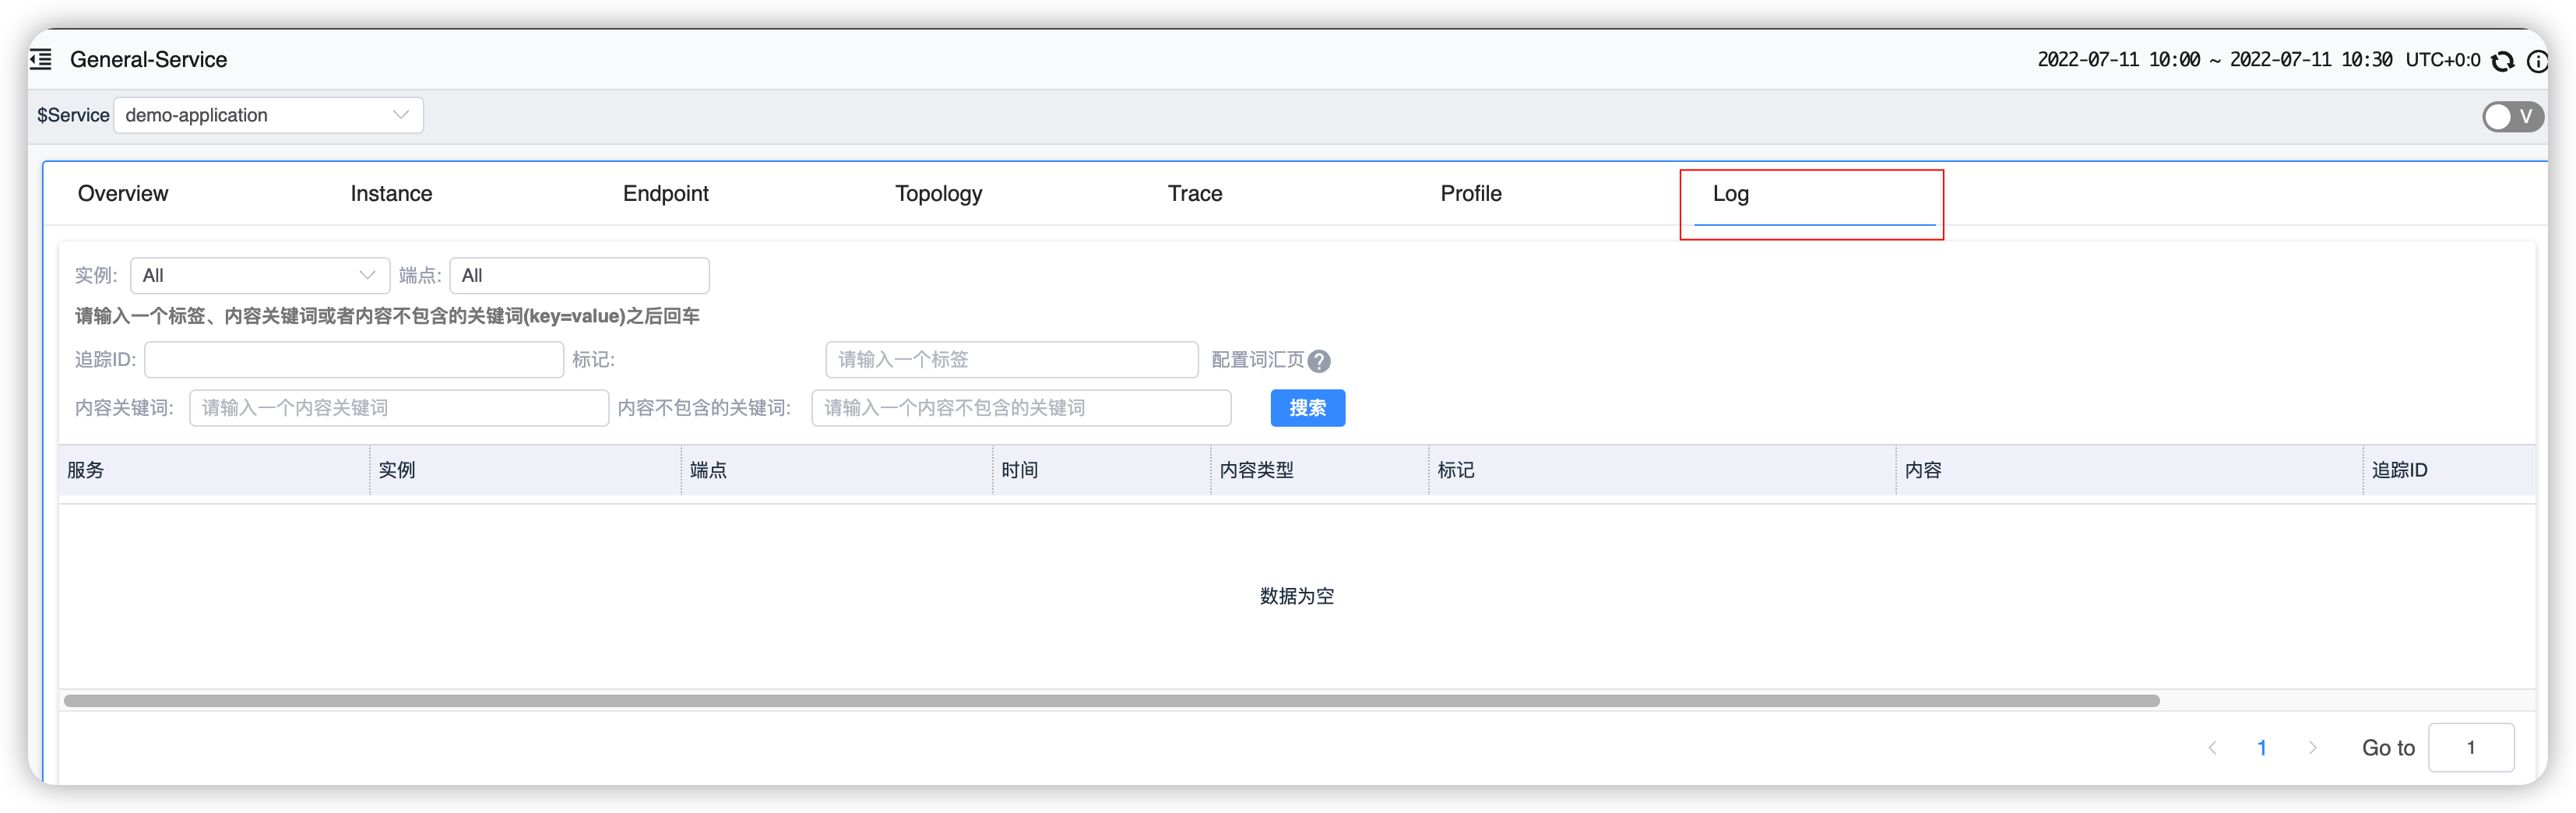 General-Service
2022-07-11 10:00 ~ 2022-07-11 10:30 UTC+0:0
$Service demo-application V
Overview Instance Endpoint Topology Trace Profile Log
实例: All 端点: All
请输入一个标签、内容关键词或者内容不包含的关键词(key=value)之后回车
追踪ID: 标记: 请输入一个标签 配置词汇页 ?
内容关键词: 请输入一个内容关键词 内容不包含的关键词: 请输入一个内容不包含的关键词 搜索
服务 实例 端点 时间 内容类型 标记 内容 追踪ID
数据为空
1 Go to 1